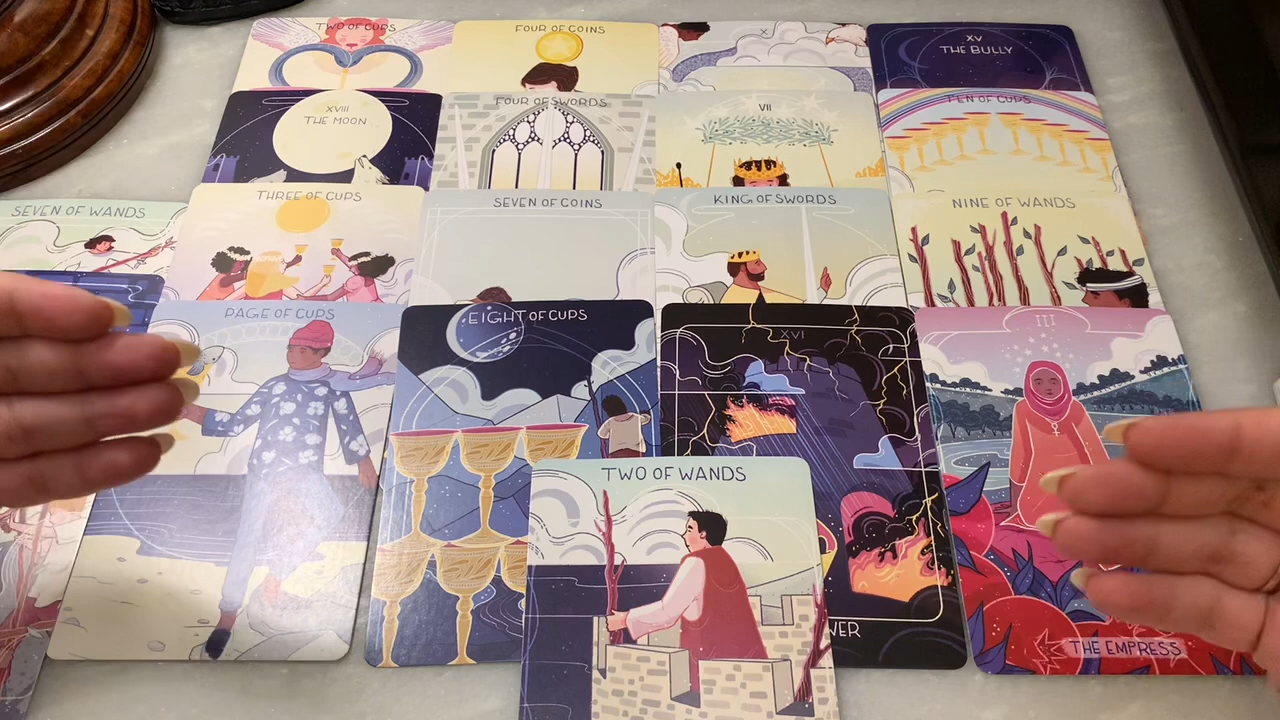 TWO OF CUPS
FOUR OF COINS
X
XV
THE BULLY
XVIII
THE MOON
FOUR OF SWORDS
VII
TEN OF CUPS
SEVEN OF WANDS
THREE OF CUPS
SEVEN OF COINS
KING OF SWORDS
NINE OF WANDS
PAGE OF CUPS
EIGHT OF CUPS
XVI
III
TWO OF WANDS
WER
THE EMPRESS